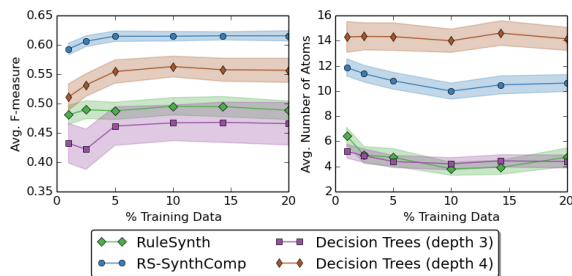 0.65
0.60
0.55
0.50
0.45
0.40
0.35
Avg. F-measure
0 5 10 15 20
% Training Data
16
14
12
10
8
6
4
2
Avg. Number of Atoms
0 5 10 15 20
% Training Data
RuleSynth
Decision Trees (depth 3)
RS-SynthComp
Decision Trees (depth 4)